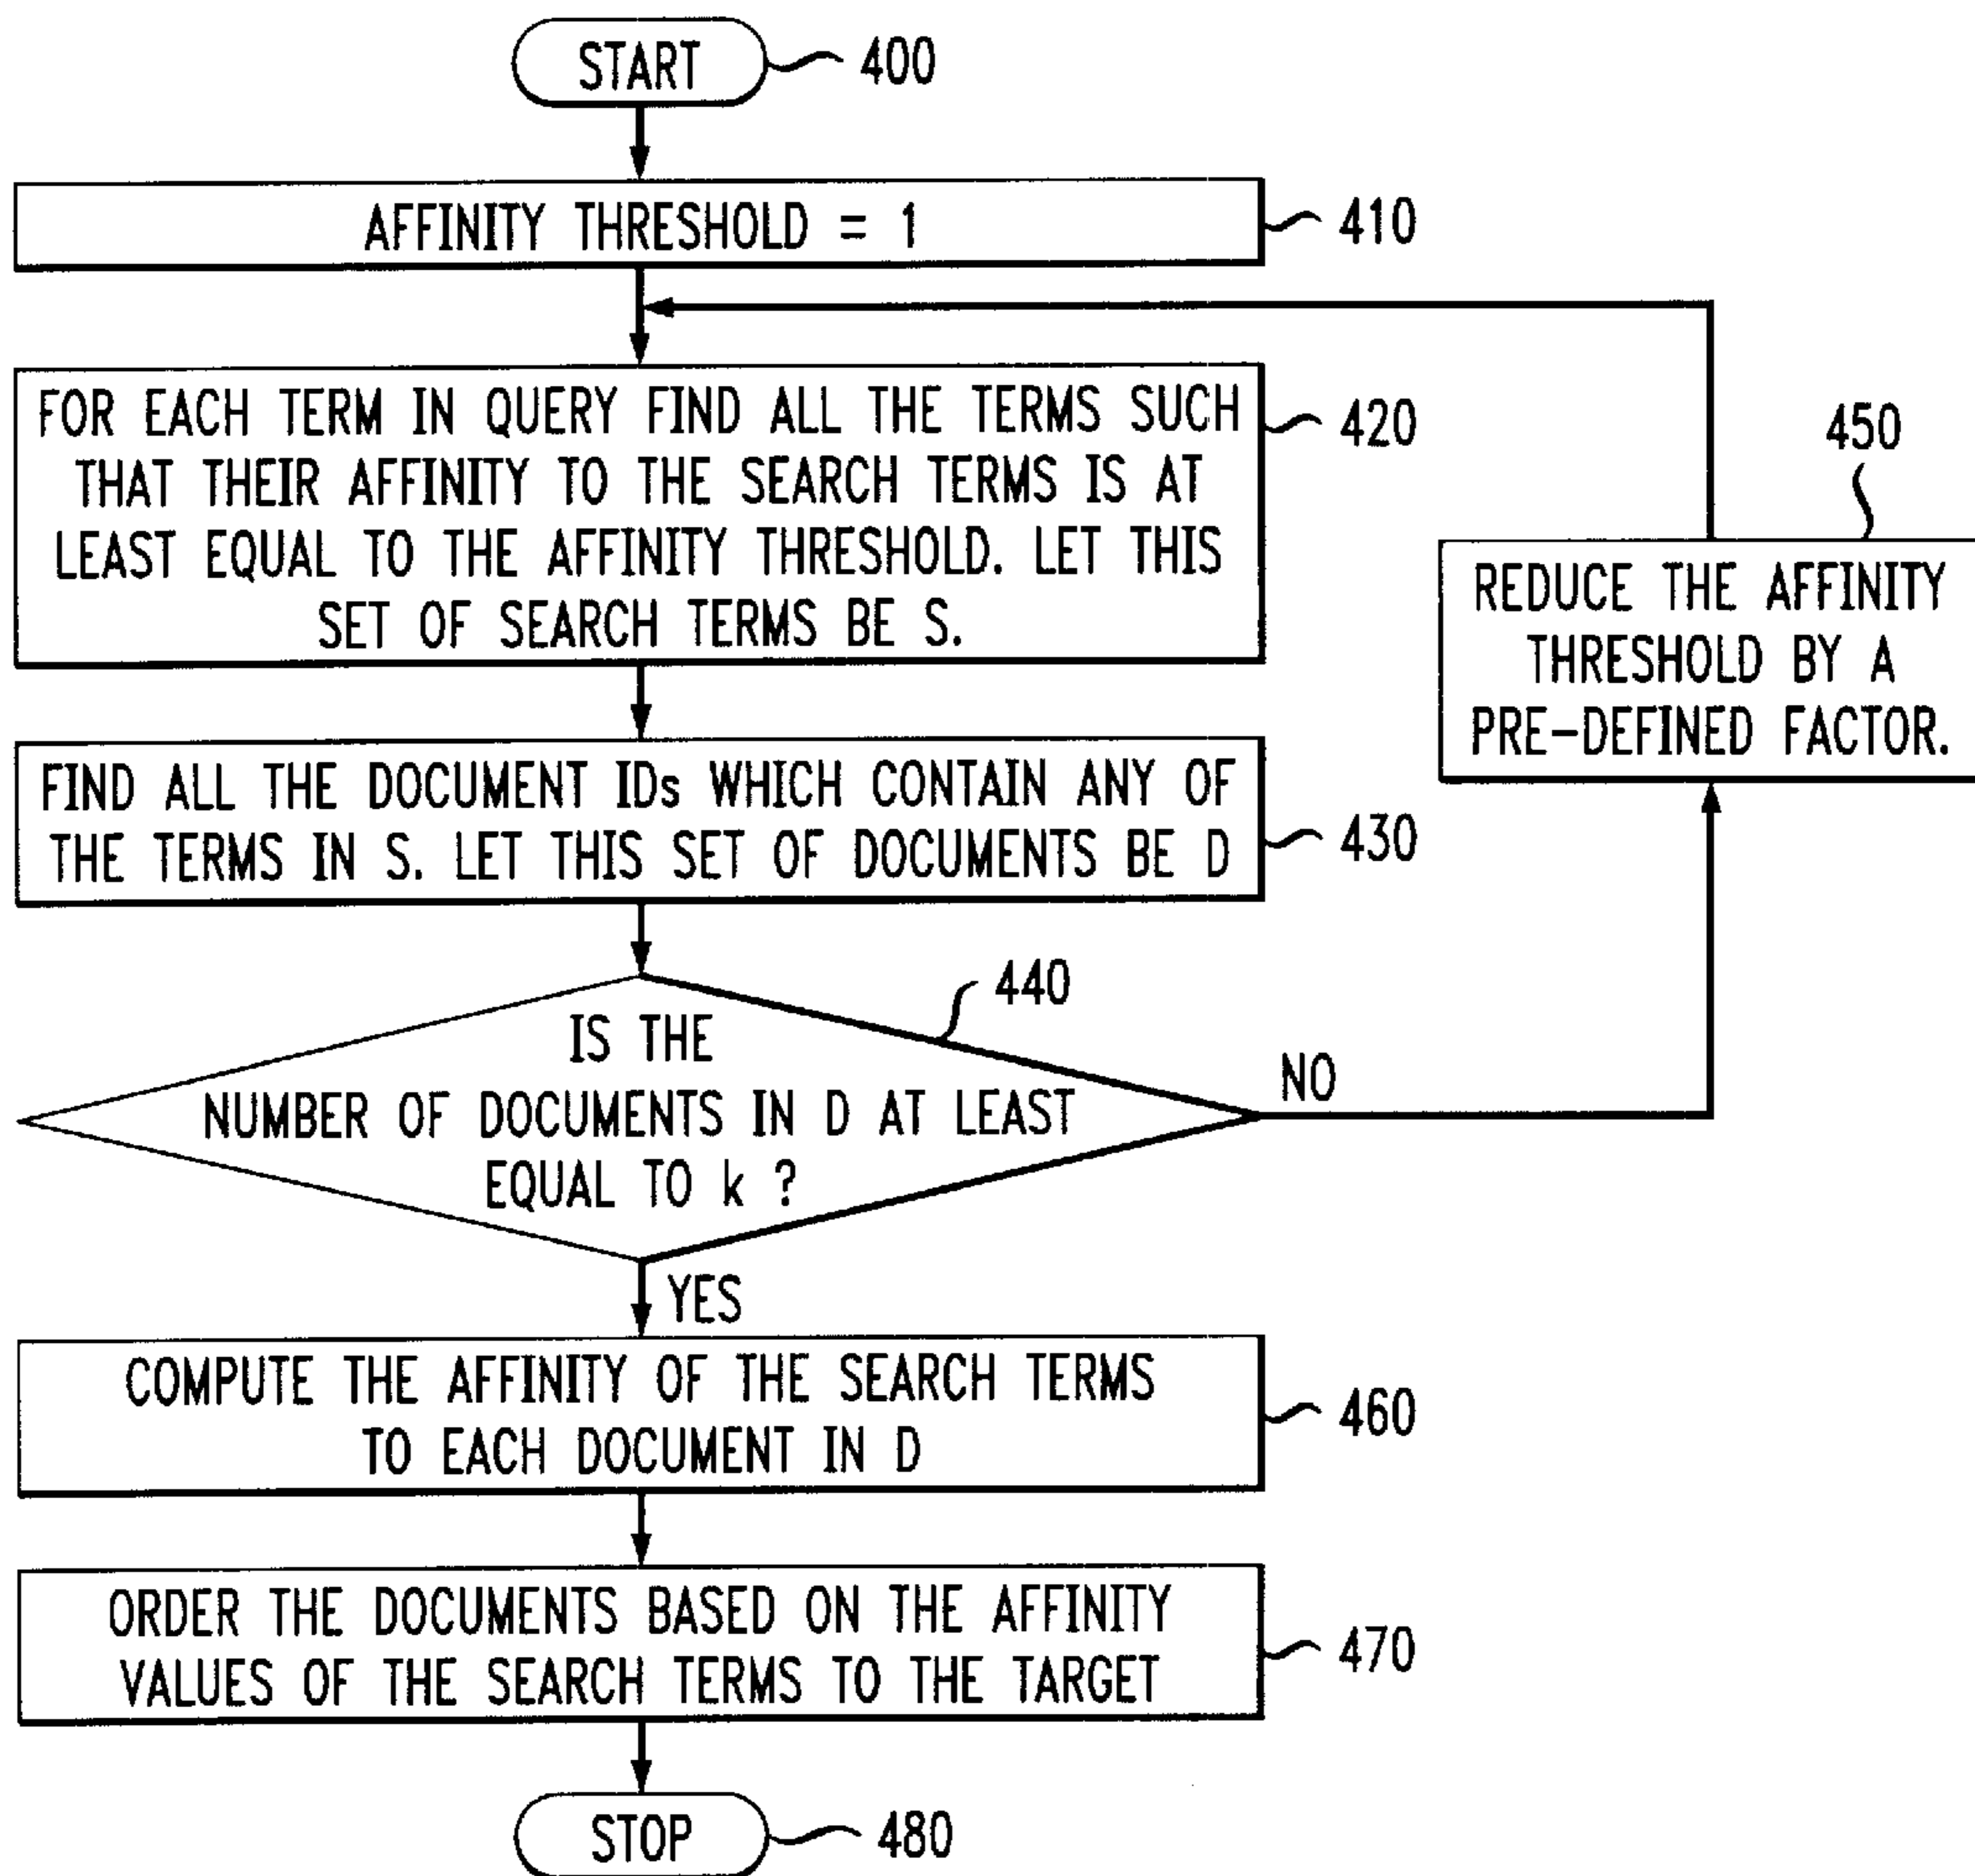 START
400
AFFINITY THRESHOLD = 1
410
FOR EACH TERM IN QUERY FIND ALL THE TERMS SUCH
THAT THEIR AFFINITY TO THE SEARCH TERMS IS AT
LEAST EQUAL TO THE AFFINITY THRESHOLD. LET THIS
SET OF SEARCH TERMS BE S.
420
450
REDUCE THE AFFINITY
THRESHOLD BY A
PRE-DEFINED FACTOR.
FIND ALL THE DOCUMENT IDs WHICH CONTAIN ANY OF
THE TERMS IN S. LET THIS SET OF DOCUMENTS BE D
430
440
IS THE
NUMBER OF DOCUMENTS IN D AT LEAST
EQUAL TO k ?
NO
YES
COMPUTE THE AFFINITY OF THE SEARCH TERMS
TO EACH DOCUMENT IN D
460
ORDER THE DOCUMENTS BASED ON THE AFFINITY
VALUES OF THE SEARCH TERMS TO THE TARGET
470
STOP
480